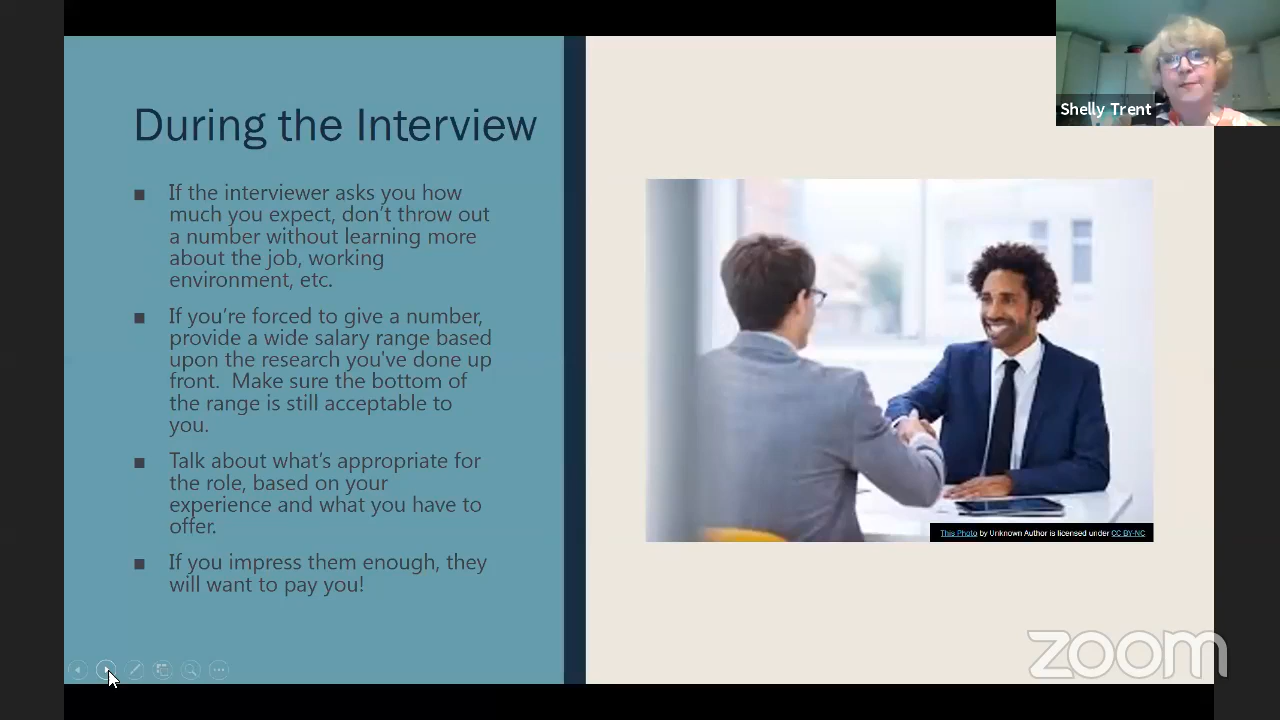 Shelly Trent
During the Interview
■ If the interviewer asks you how
much you expect, don't throw out
a number without learning more
about the job, working
environment, etc.
■ If you're forced to give a number,
provide a wide salary range based
upon the research you've done up
front.  Make sure the bottom of
the range is still acceptable to
you.
■ Talk about what's appropriate for
the role, based on your
experience and what you have to
offer.
■ If you impress them enough, they
will want to pay you!
This Photo by Unknown Author is licensed under CC BY-NC
zoom